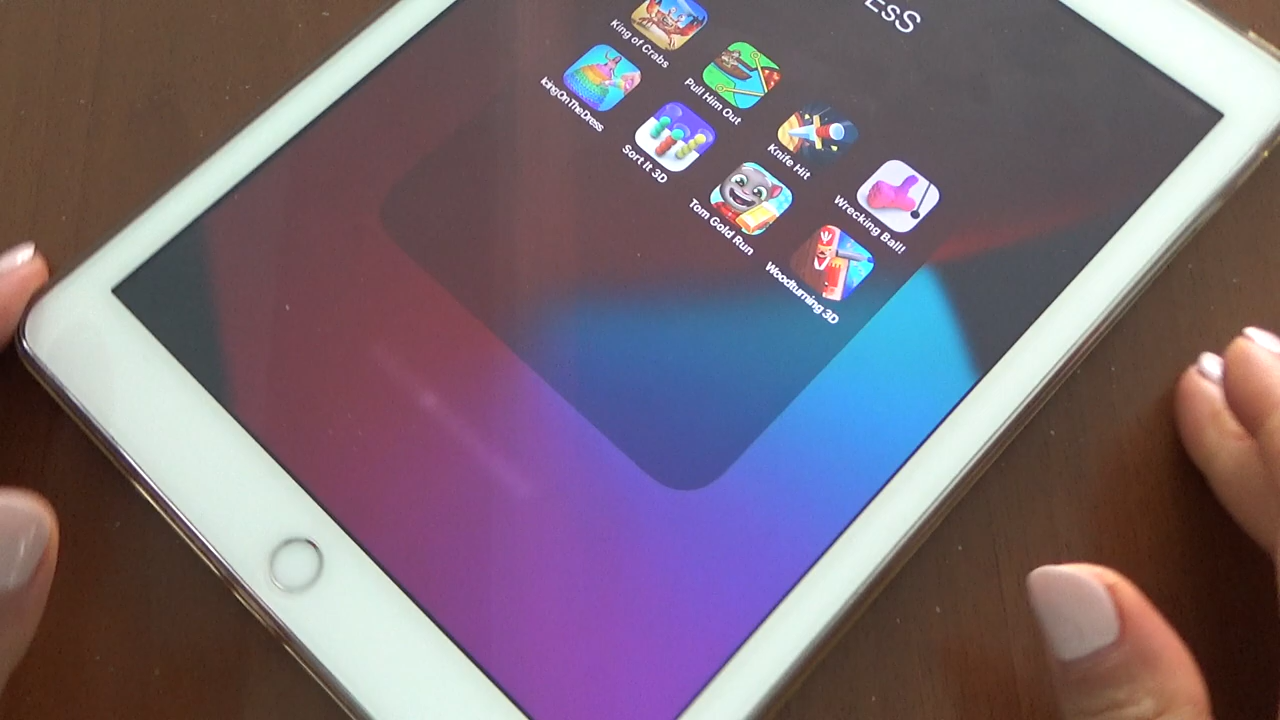 ESS
King of Crabs
Pull Him Out
Knife Hit
Wrecking Ball!
Icing On The Dress
Sort It 3D
Tom Gold Run
Woodturning 3D